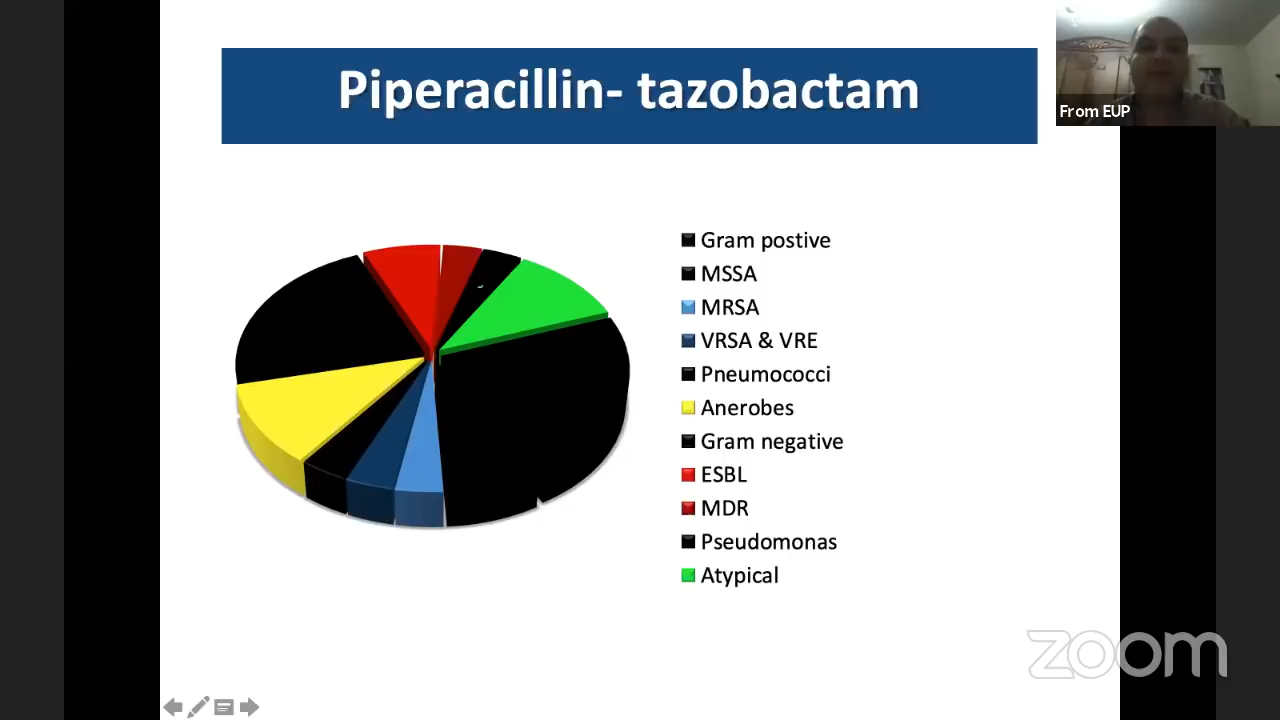 Piperacillin- tazobactam
From EUP
Gram postive
MSSA
MRSA
VRSA & VRE
Pneumococci
Anerobes
Gram negative
ESBL
MDR
Pseudomonas
Atypical
zoom